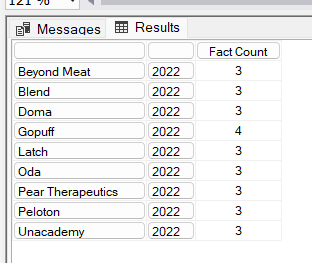 121 %
Messages Results
Fact Count
Beyond Meat 2022 3
Blend 2022 3
Doma 2022 3
Gopuff 2022 4
Latch 2022 3
Oda 2022 3
Pear Therapeutics 2022 3
Peloton 2022 3
Unacademy 2022 3